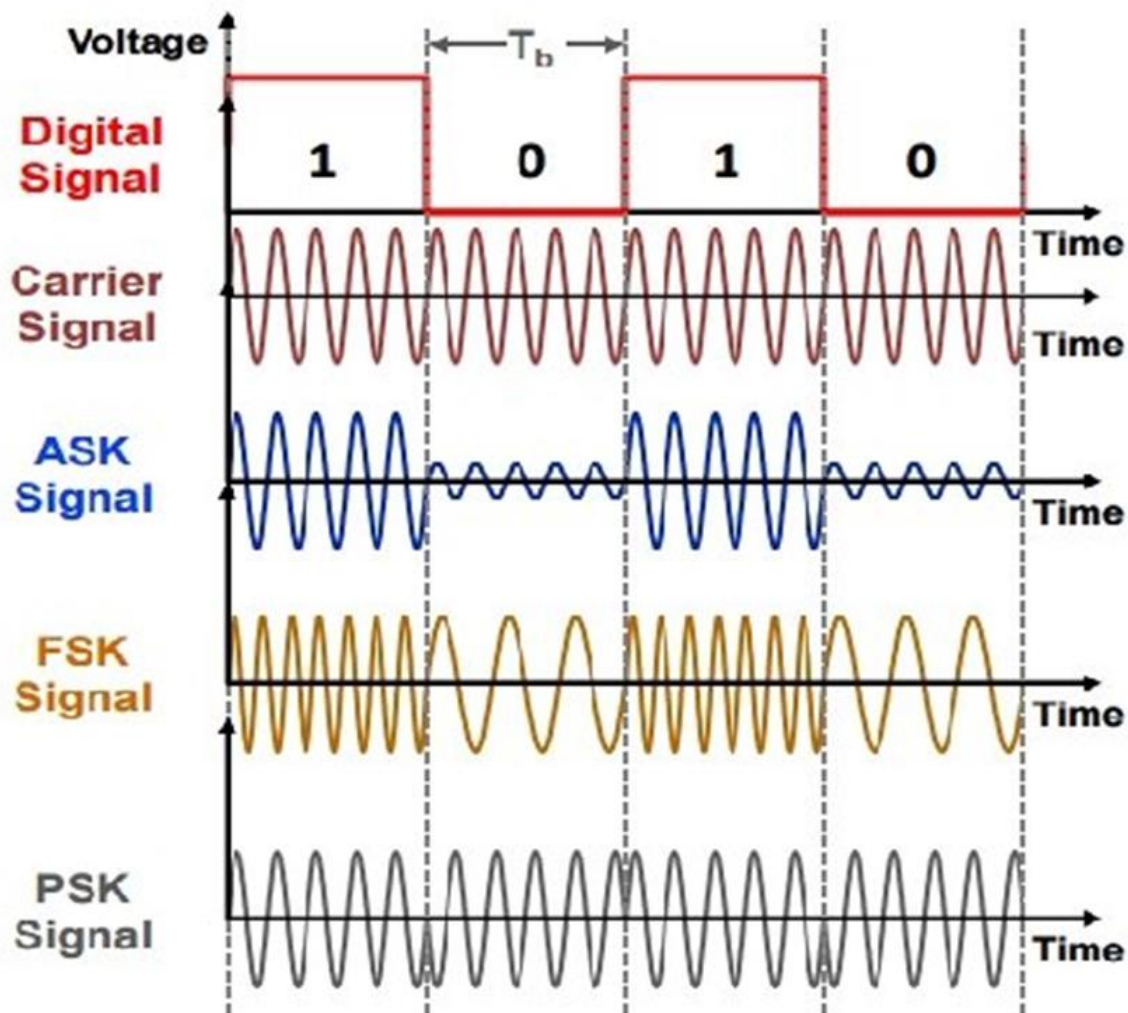 Voltage
T_b
Digital
Signal
1 0 1 0
Time
Carrier
Signal
Time
ASK
Signal
Time
FSK
Signal
Time
PSK
Signal
Time